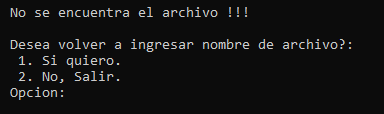 No se encuentra el archivo !!!
Desea volver a ingresar nombre de archivo?:
1. Si quiero.
2. No, Salir.
Opcion: